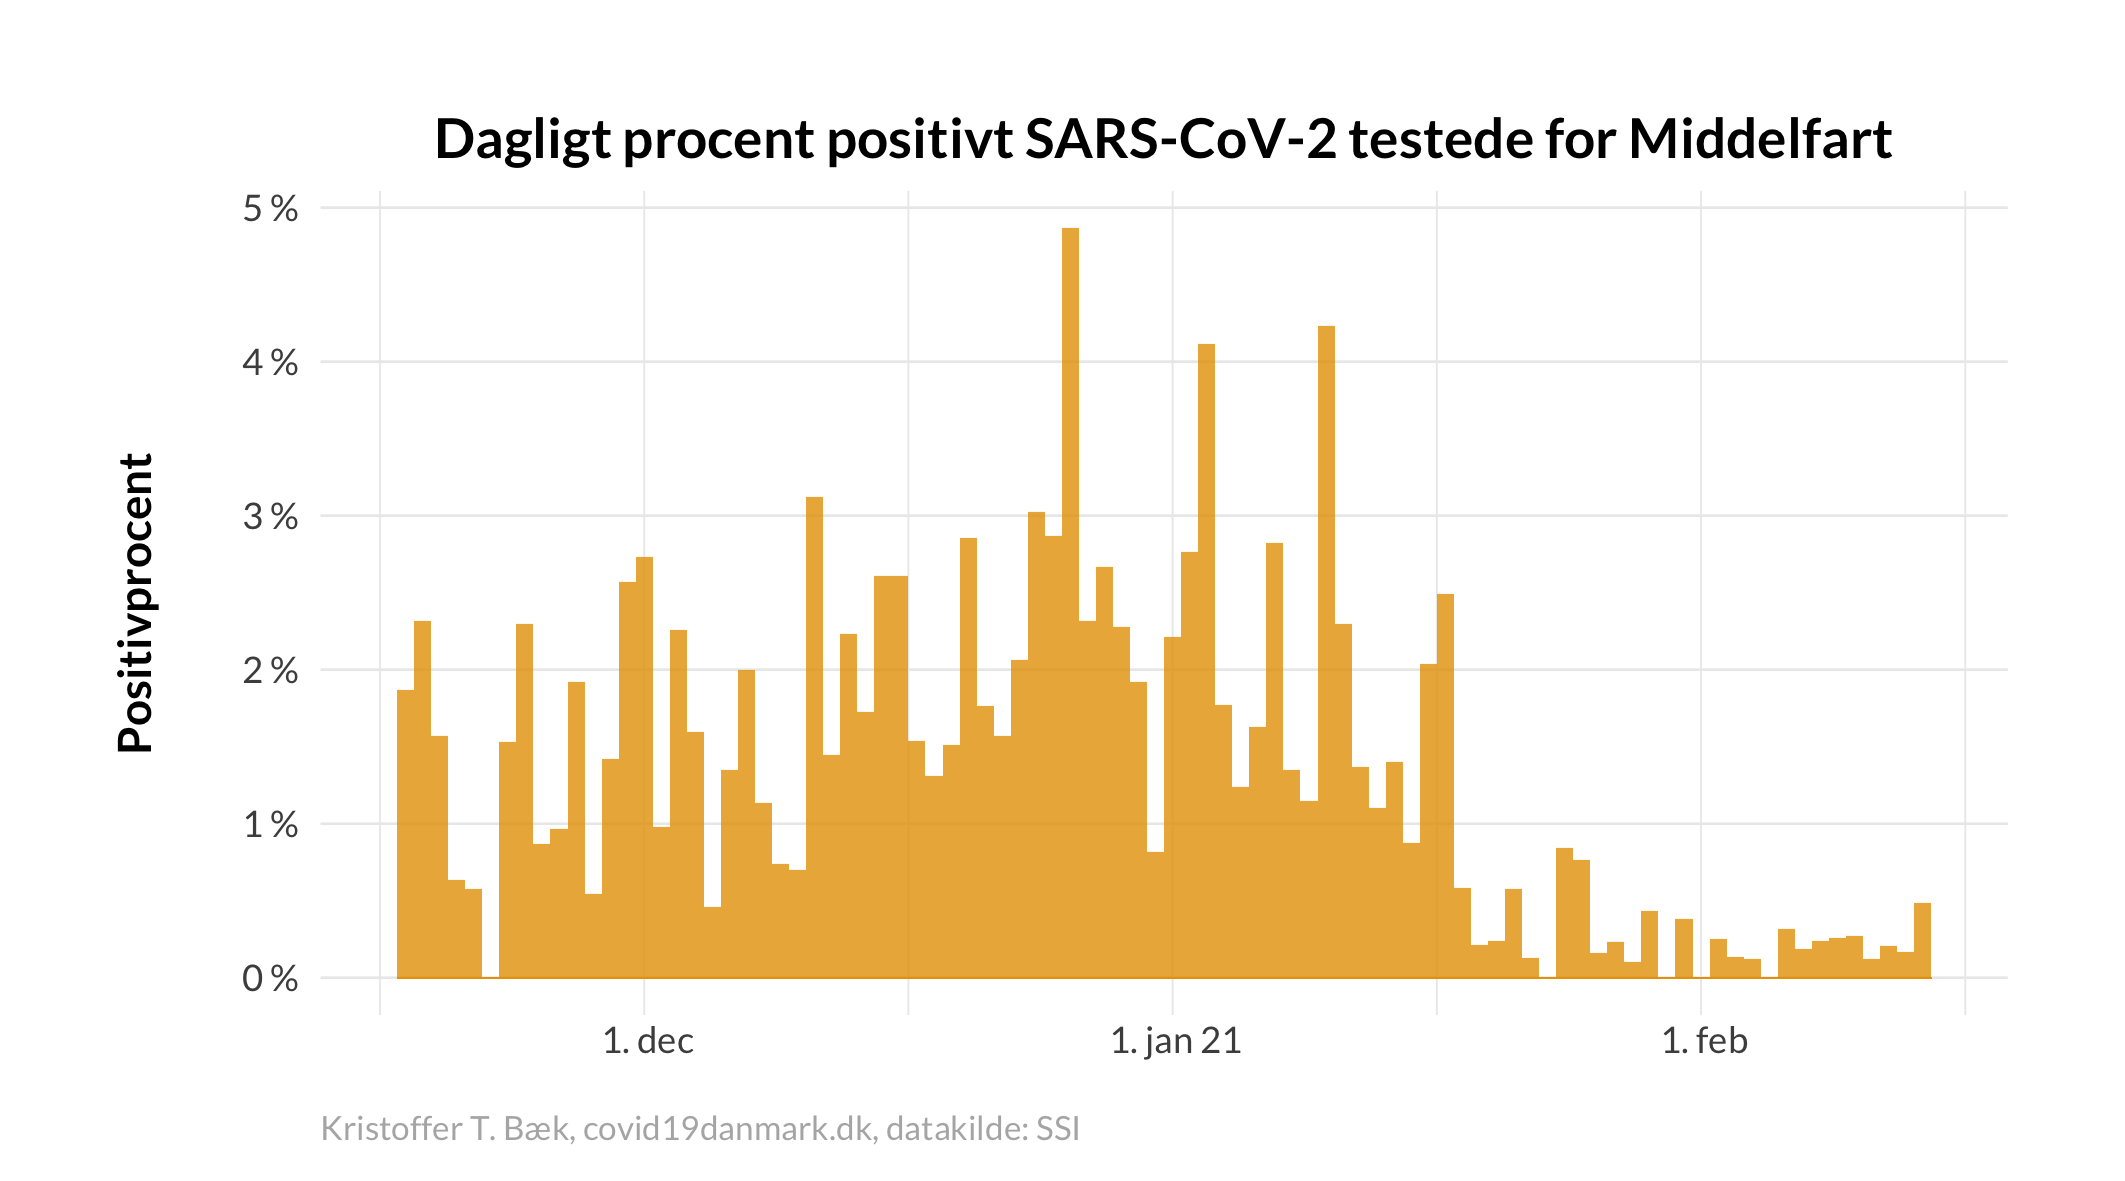 Dagligt procent positivt SARS-CoV-2 testede for Middelfart
Positivprocent
5 %
4 %
3 %
2 %
1 %
0 %
1. dec
1. jan 21
1. feb
Kristoffer T. Bæk, covid19danmark.dk, datakilde: SSI